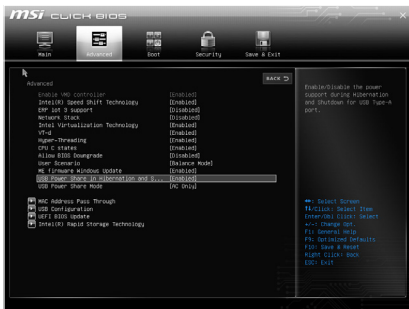 msi CLICK BIOS
Main
Advanced
Boot
Security
Save & Exit
BACK
Advanced
Enable VMD controller [Enabled]
Intel(R) Speed Shift Technology [Enabled]
ERP lot 3 support [Disabled]
Network Stack [Disabled]
Intel Virtualization Technology [Enabled]
VT-d [Enabled]
Hyper-Threading [Enabled]
CPU C states [Enabled]
Allow BIOS Downgrade [Disabled]
User Scenario [Balance Mode]
ME firmware Windows Update [Enabled]
USB Power Share in Hibernation and S... [Enabled]
USB Power Share Mode [AC Only]
MAC Address Pass Through
USB Configuration
UEFI BIOS Update
Intel(R) Rapid Storage Technology
Enable/Disable the power
support during Hibernation
and Shutdown for USB Type-A
port.
: Select Screen
/Click: Select Item
Enter/Dbl Click: Select
+-: Change Opt.
F1: General Help
F9: Optimized Defaults
F10: Save & Reset
Right Click: Back
ESC: Exit